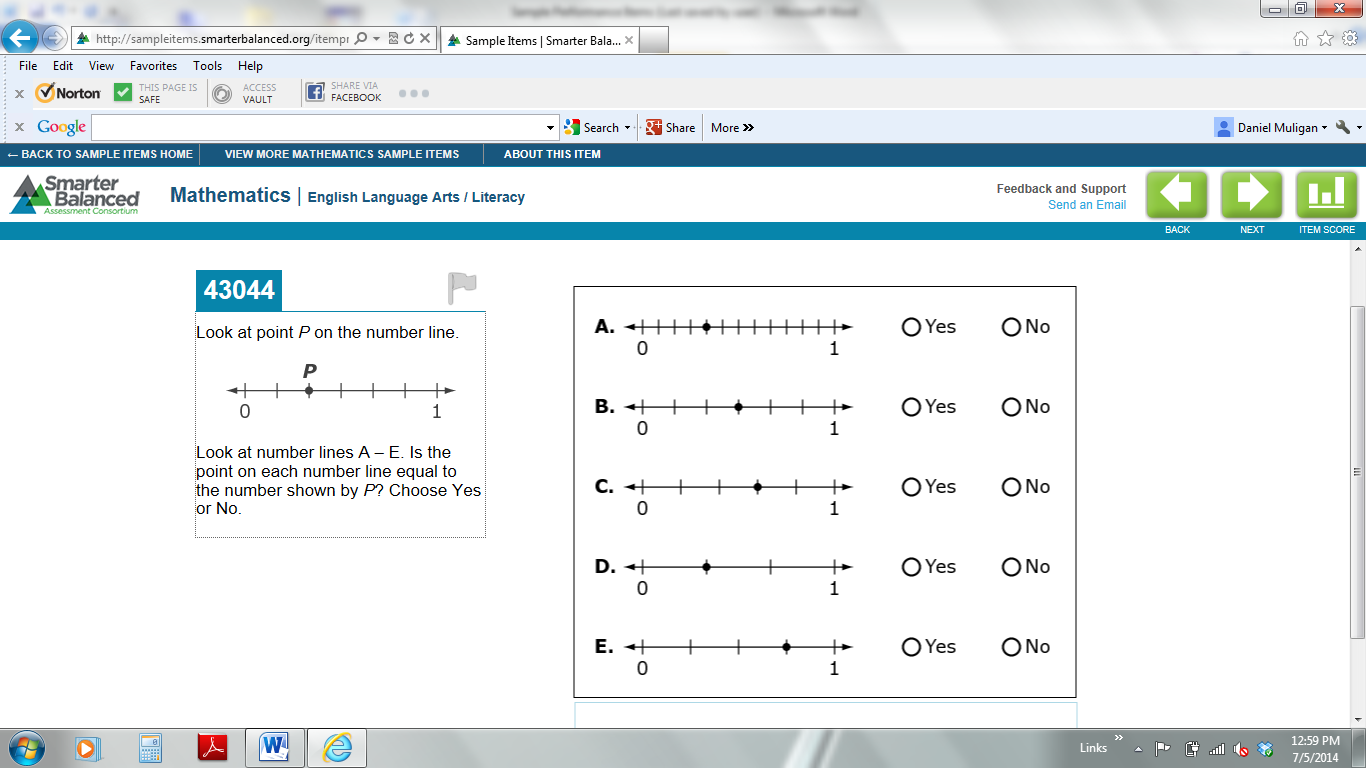 Sample Performance Items (Last saved by user) - Microsoft Word
http://sampleitems.smarterbalanced.org/itempr
Sample Items | Smarter Bala...
File Edit View Favorites Tools Help
x Norton THIS PAGE IS SAFE ACCESS VAULT SHARE VIA FACEBOOK
x Google Search Share More » Daniel Muligan
← BACK TO SAMPLE ITEMS HOME VIEW MORE MATHEMATICS SAMPLE ITEMS ABOUT THIS ITEM
Smarter Balanced Assessment Consortium
Mathematics | English Language Arts / Literacy
Feedback and Support
Send an Email
BACK NEXT ITEM SCORE
43044
Look at point P on the number line.
P
0 1
Look at number lines A – E. Is the
point on each number line equal to
the number shown by P? Choose Yes
or No.
A. Yes No
0 1
B. Yes No
0 1
C. Yes No
0 1
D. Yes No
0 1
E. Yes No
0 1
Links »
12:59 PM
7/5/2014